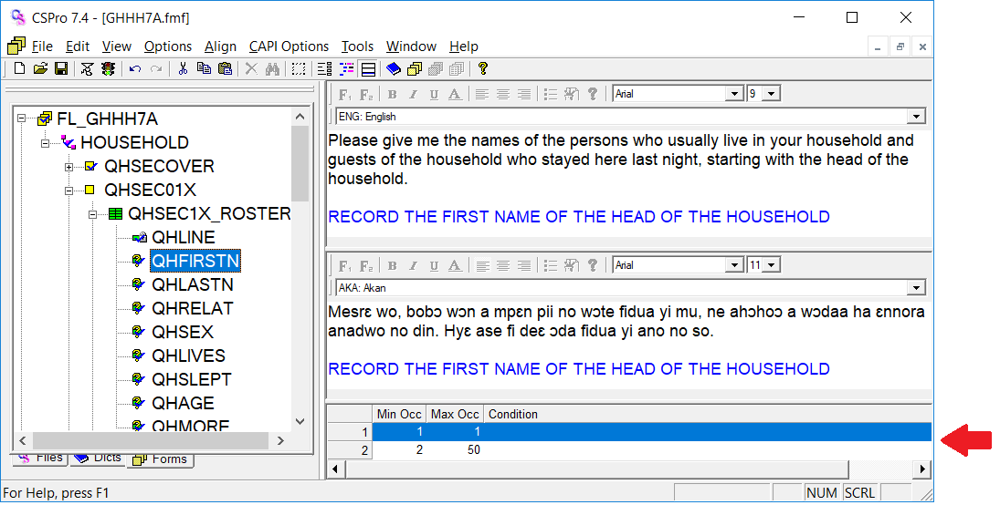 CSPro 7.4 - [GHHH7A.fmf]
File Edit View Options Align CAPI Options Tools Window Help
FL_GHHH7A
HOUSEHOLD
QHSECOVER
QHSEC01X
QHSEC1X_ROSTER
QHLINE
QHFIRSTN
QHLASTN
QHRELAT
QHSEX
QHLIVES
QHSLEPT
QHAGE
QHMORE
Files Dicts Forms
F1 F2 B I U A Arial 9
ENG: English
Please give me the names of the persons who usually live in your household and
guests of the household who stayed here last night, starting with the head of the
household.
RECORD THE FIRST NAME OF THE HEAD OF THE HOUSEHOLD
F1 F2 B I U A Arial 11
AKA: Akan
Mesrɛ wo, bobɔ wɔn a mpɛn pii no wɔte fidua yi mu, ne ahɔhoɔ a wɔdaa ha ɛnnora
anadwo no din. Hyɛ ase fi deɛ ɔda fidua yi ano no so.
RECORD THE FIRST NAME OF THE HEAD OF THE HOUSEHOLD
Min Occ Max Occ Condition
1 1 1
2 2 50
For Help, press F1 NUM SCRL